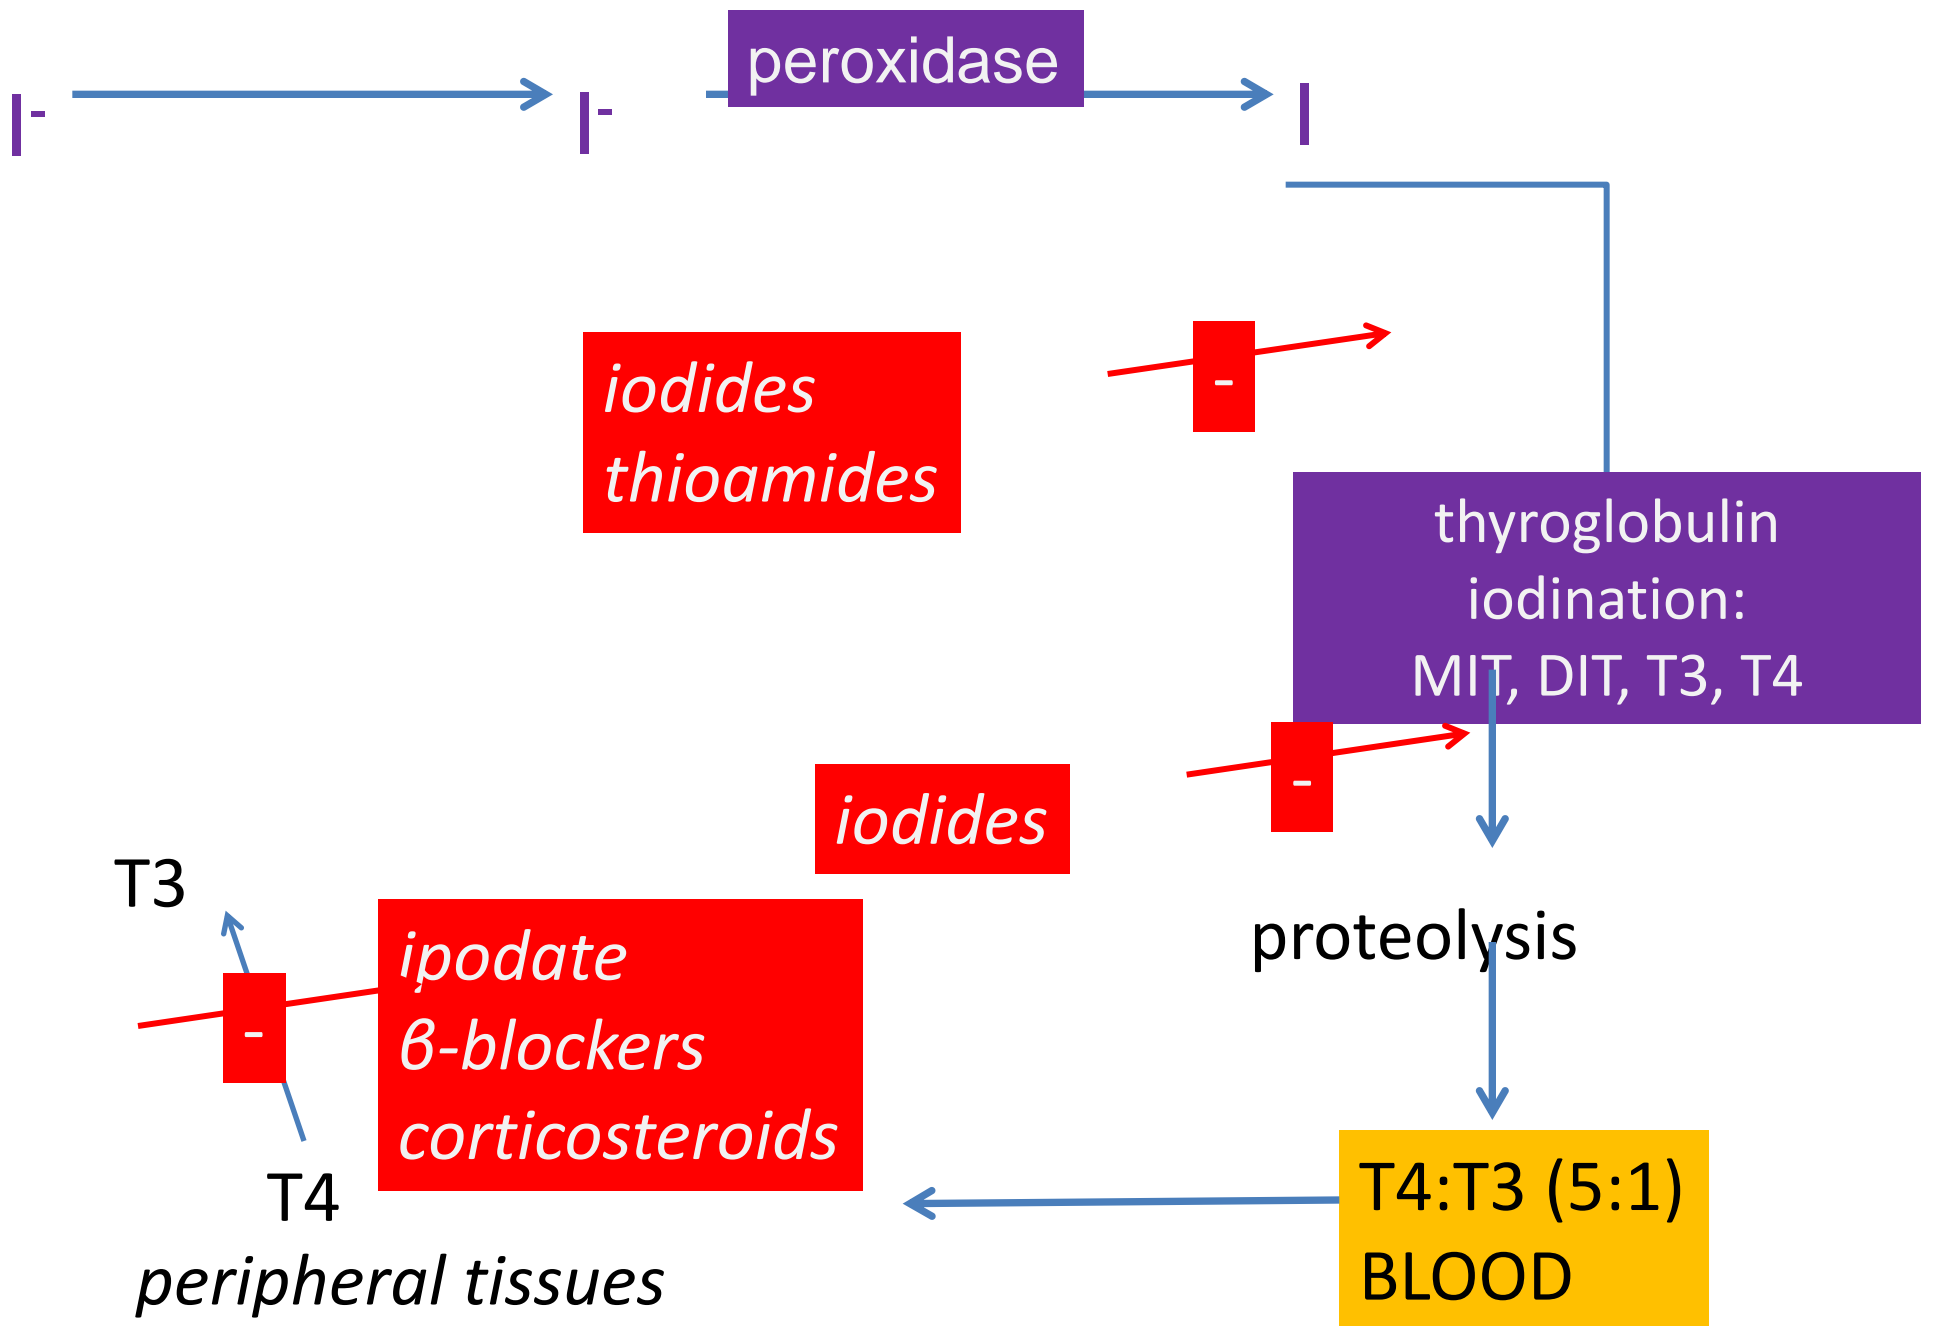 peroxidase
I-
I-
I
-
iodides
thioamides
thyroglobulin
iodination:
MIT, DIT, T3, T4
-
iodides
T3
proteolysis
ipodate
β-blockers
corticosteroids
-
T4
T4:T3 (5:1)
BLOOD
peripheral tissues